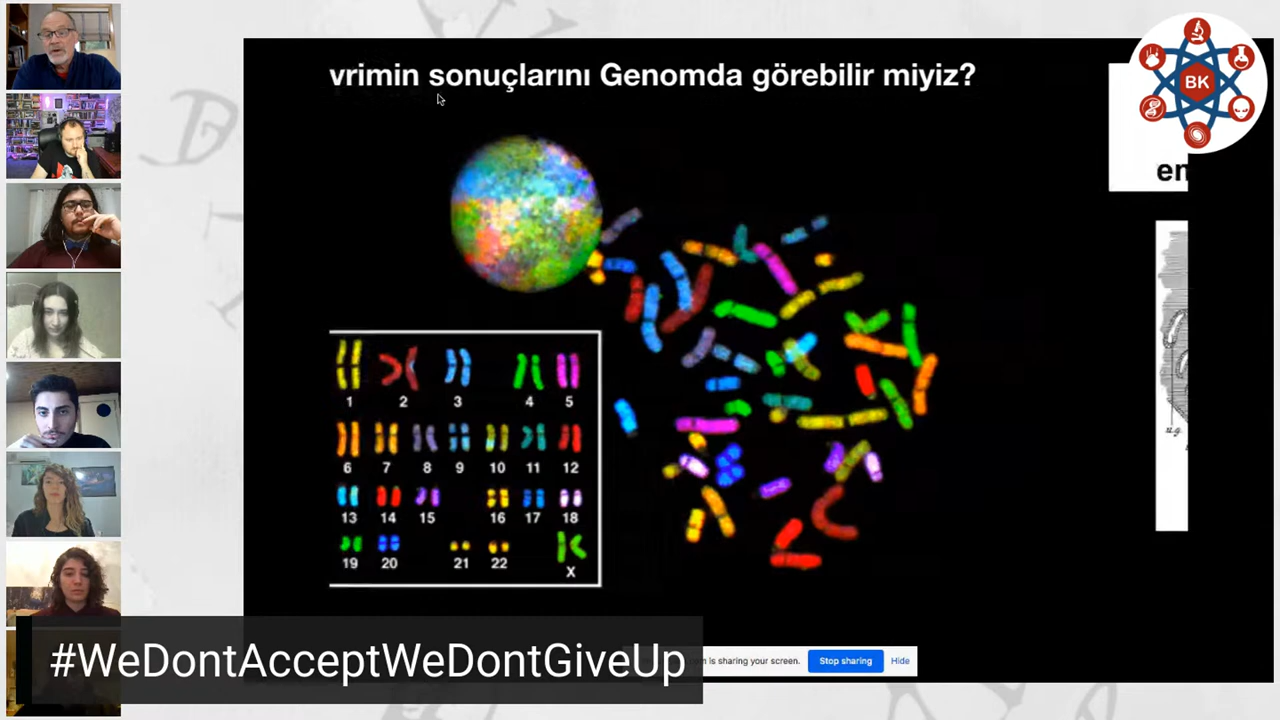 vrimin sonuçlarını Genomda görebilir miyiz?
BK
en
1 2 3 4 5
6 7 8 9 10 11 12
13 14 15 16 17 18
19 20 21 22 X
is sharing your screen. Stop sharing Hide
#WeDontAcceptWeDontGiveUp